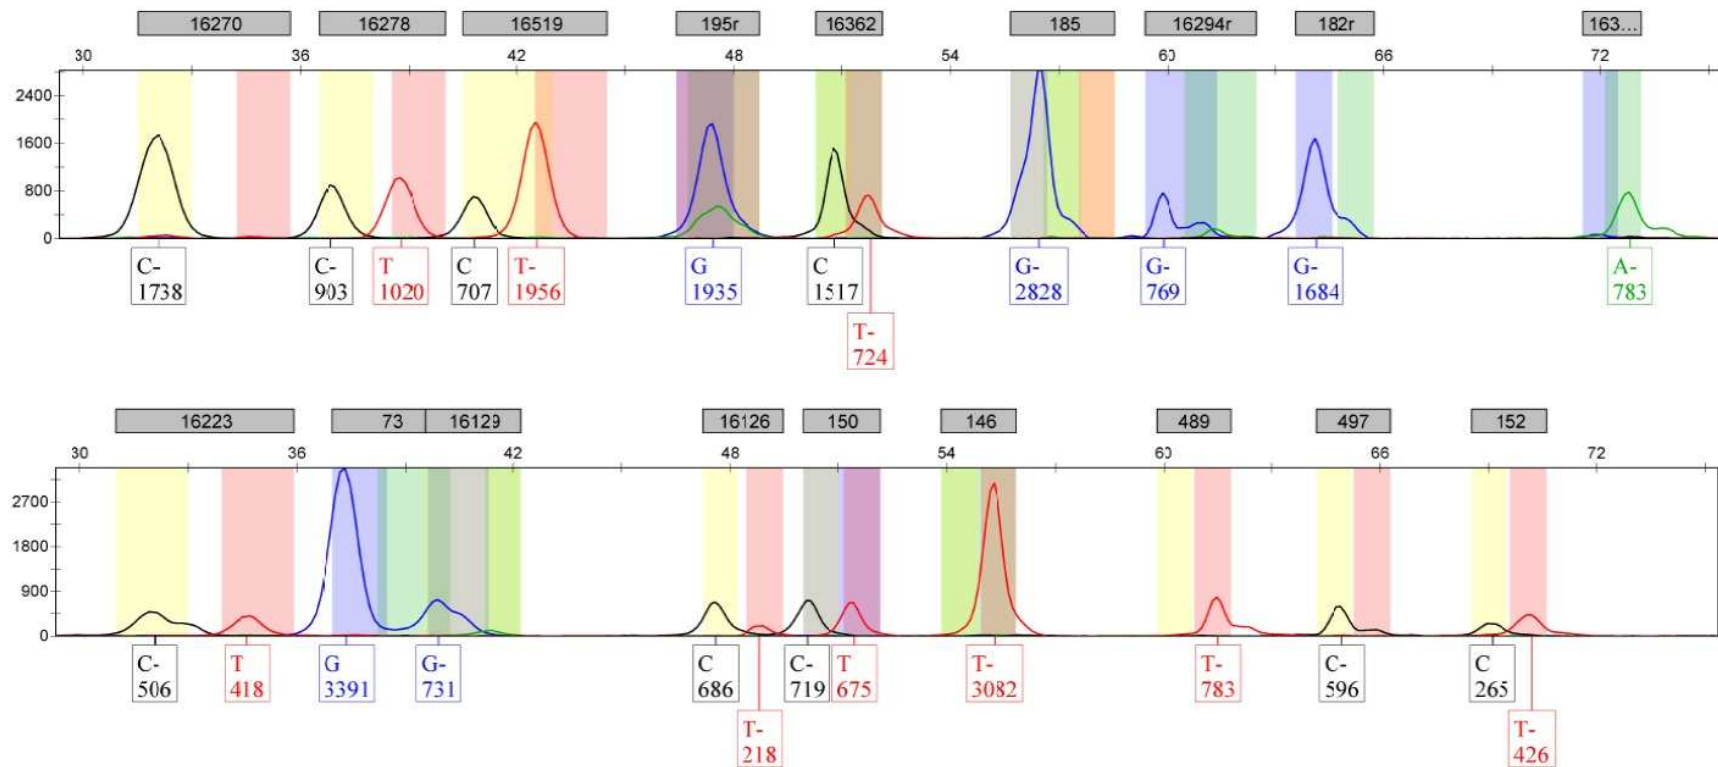 16270 16278 16519 195r 16362 185 16294r 182r 163...
30 36 42 48 54 60 66 72
2400
1600
800
0
C- C- T C T- G C G- G- G- A-
1738 903 1020 707 1956 1935 1517 2828 769 1684 783
T-
724
16223 73 16129 16126 150 146 489 497 152
30 36 42 48 54 60 66 72
2700
1800
900
0
C- T G G- C C- T T- T- C- C
506 418 3391 731 686 719 675 3082 783 596 265
T- T-
218 426